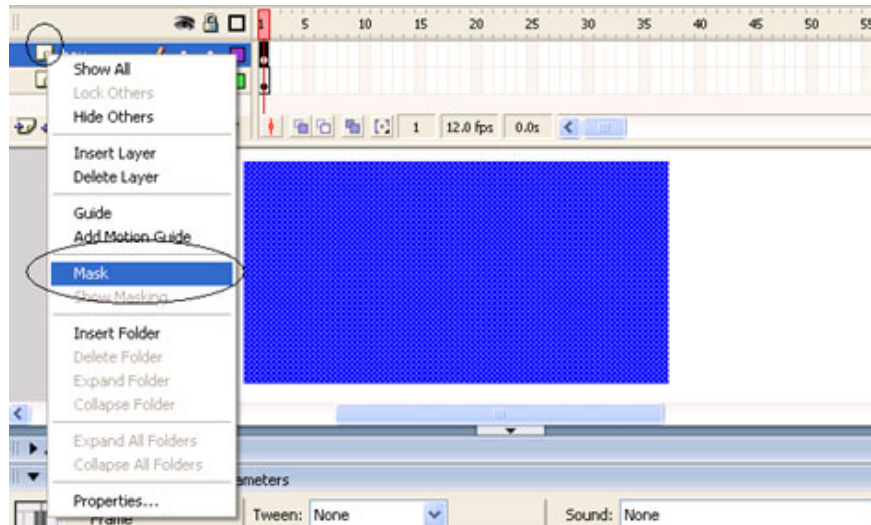 1 5 10 15 20 25 30 35 40 45 50 55
Show All
Lock Others
Hide Others
1 12.0 fps 0.0s
Insert Layer
Delete Layer
Guide
Add Motion Guide
Mask
Show Masking
Insert Folder
Delete Folder
Expand Folder
Collapse Folder
Expand All Folders
Collapse All Folders
Properties...
Frame Tween: None Sound: None